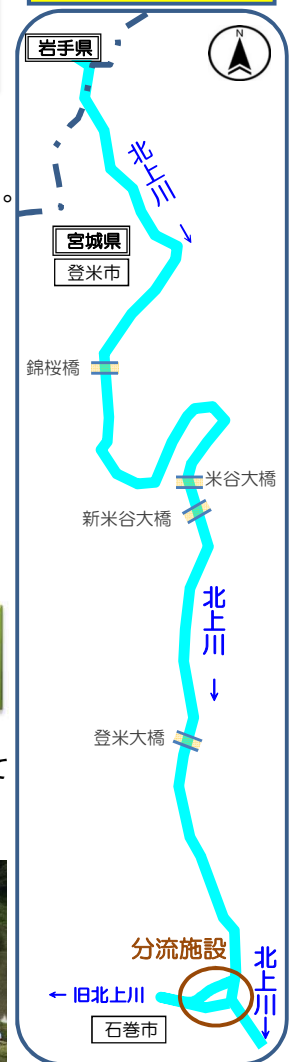 岩手県
N
。
北上川
↓
宮城県
登米市
錦桜橋
米谷大橋
新米谷大橋
北上川
↓
登米大橋
て
分流施設
北上川
↓
← 旧北上川
石巻市